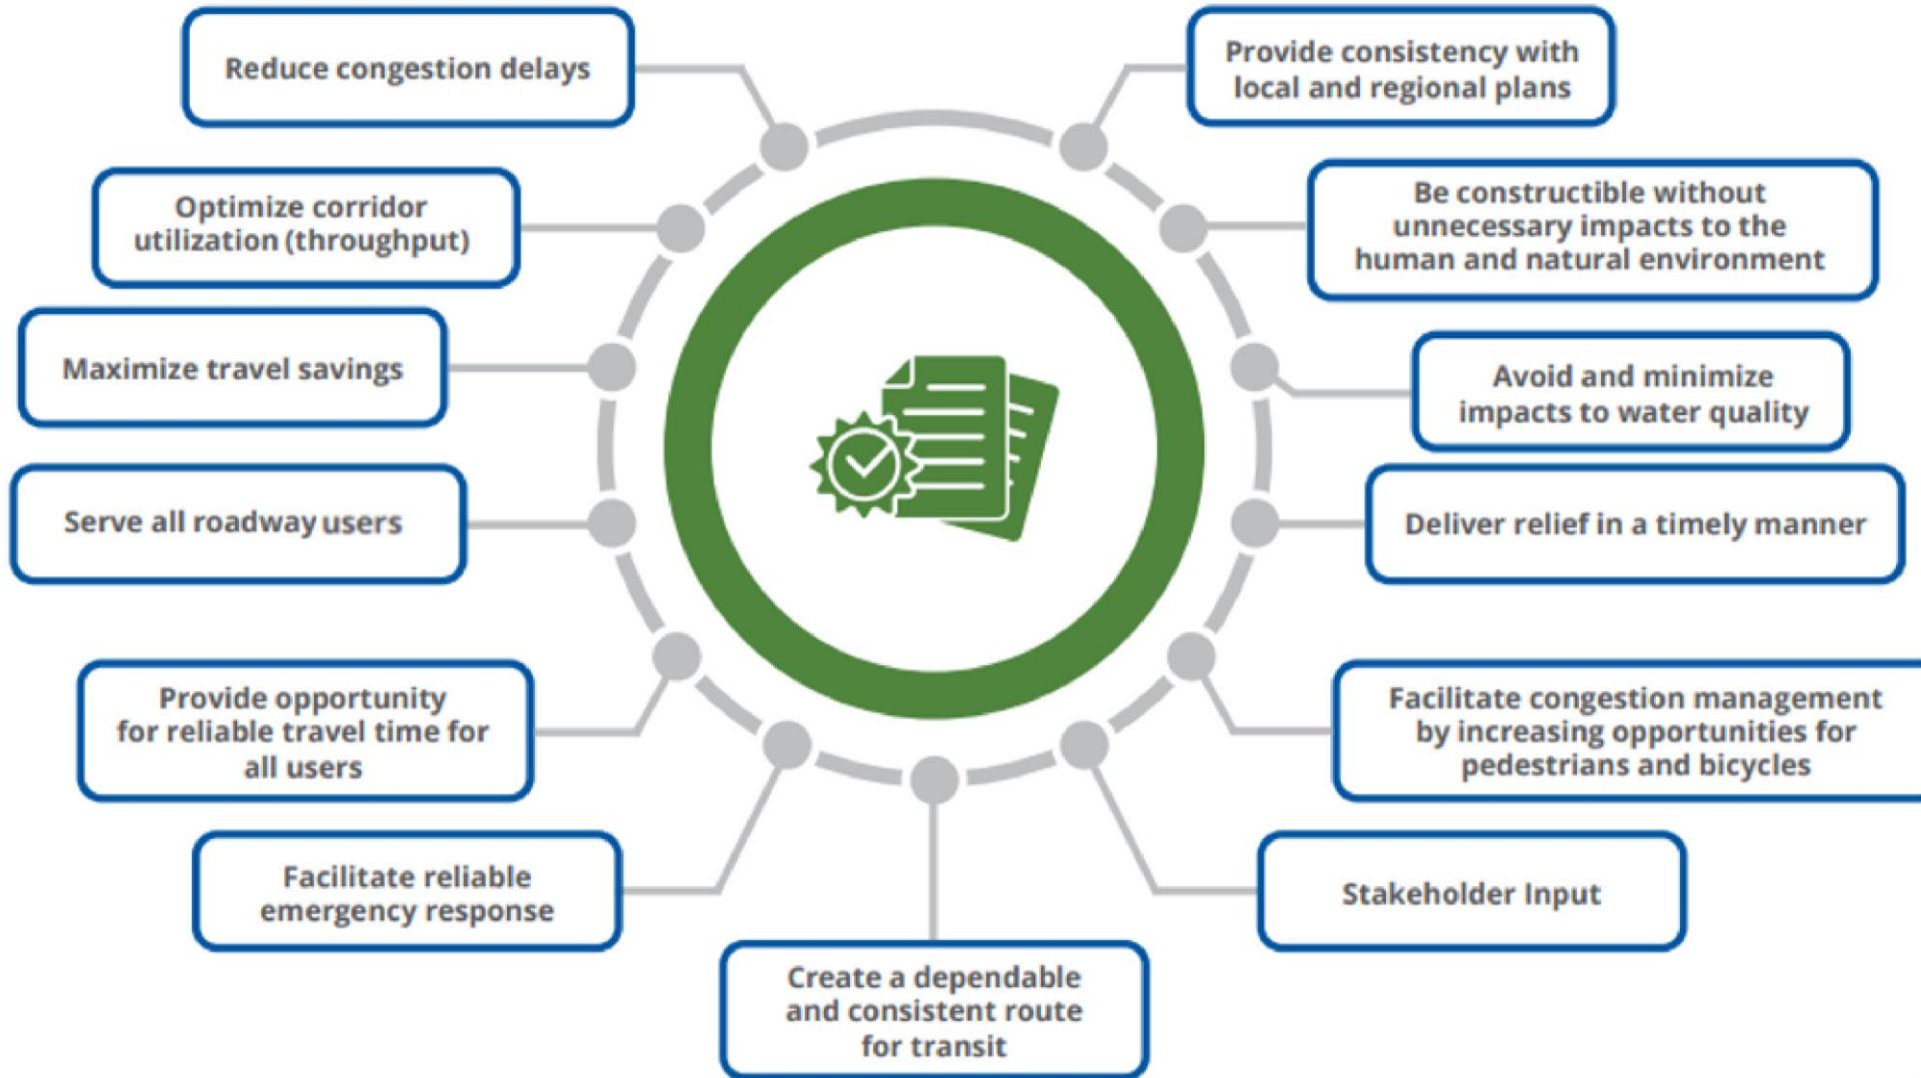 Reduce congestion delays
Optimize corridor
utilization (throughput)
Maximize travel savings
Serve all roadway users
Provide opportunity
for reliable travel time for
all users
Facilitate reliable
emergency response
Create a dependable
and consistent route
for transit
Provide consistency with
local and regional plans
Be constructible without
unnecessary impacts to the
human and natural environment
Avoid and minimize
impacts to water quality
Deliver relief in a timely manner
Facilitate congestion management
by increasing opportunities for
pedestrians and bicycles
Stakeholder Input